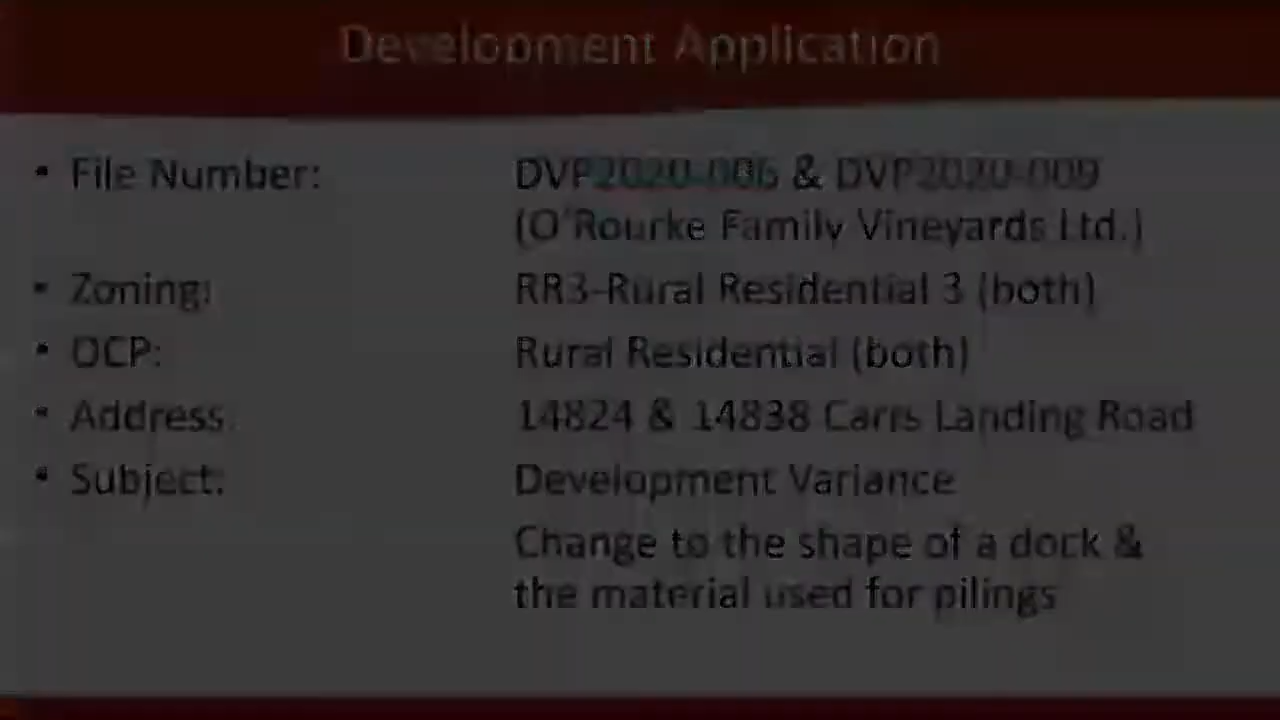 Development Application
• File Number: DVP2020-006 & DVP2020-009
(O'Rourke Family Vineyards Ltd.)
• Zoning: RR3-Rural Residential 3 (both)
• OCP: Rural Residential (both)
• Address: 14824 & 14838 Carrs Landing Road
• Subject: Development Variance
Change to the shape of a dock &
the material used for pilings